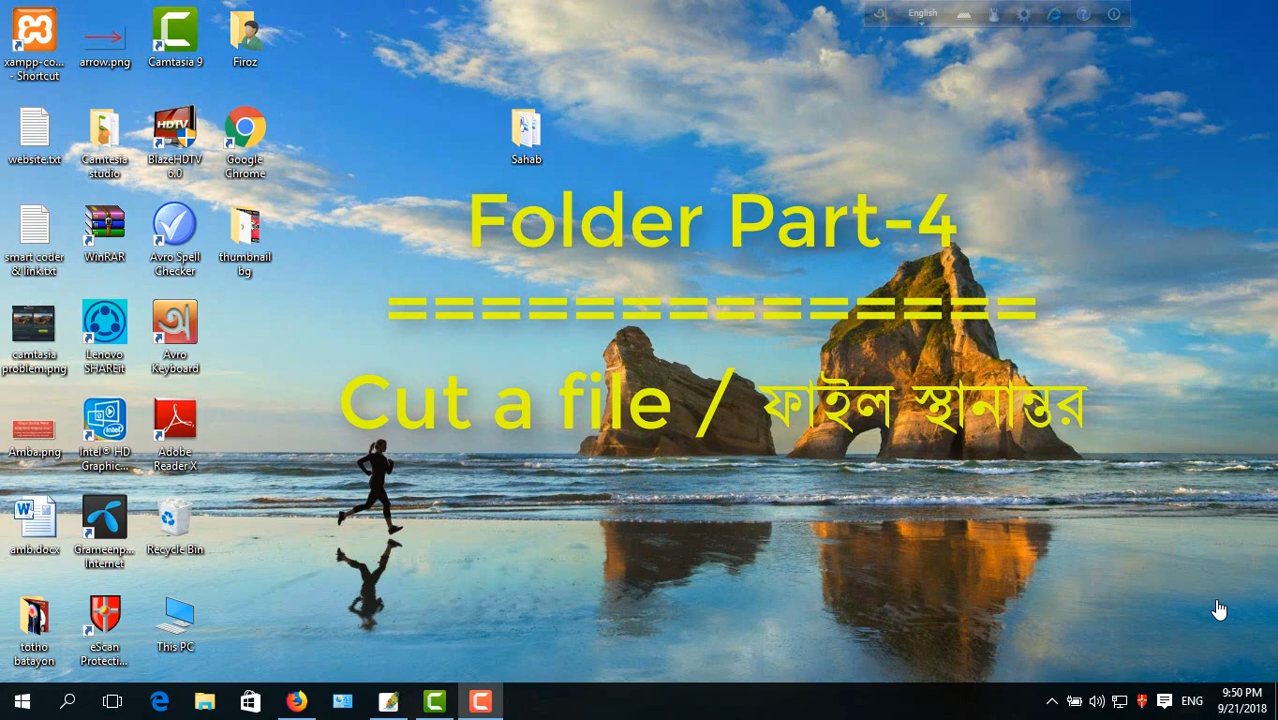 English
xampp-co...
- Shortcut
arrow.png
Camtasia 9
Firoz
website.txt
Camtesia
studio
HDTV
BlazeHDTV
6.0
Google
Chrome
Sahab
Folder Part-4
==============
Cut a file / ফাইল স্থানান্তর
smart coder
& link.txt
WinRAR
Avro Spell
Checker
thumbnail
bg
camtasia
problem.png
Lenovo
SHAREit
অ
Avro
Keyboard
Amba.png
Intel® HD
Graphic...
Adobe
Reader X
amb.docx
Grameenp...
Internet
Recycle Bin
totho
batayon
eScan
Protecti...
This PC
ENG
9:50 PM
9/21/2018